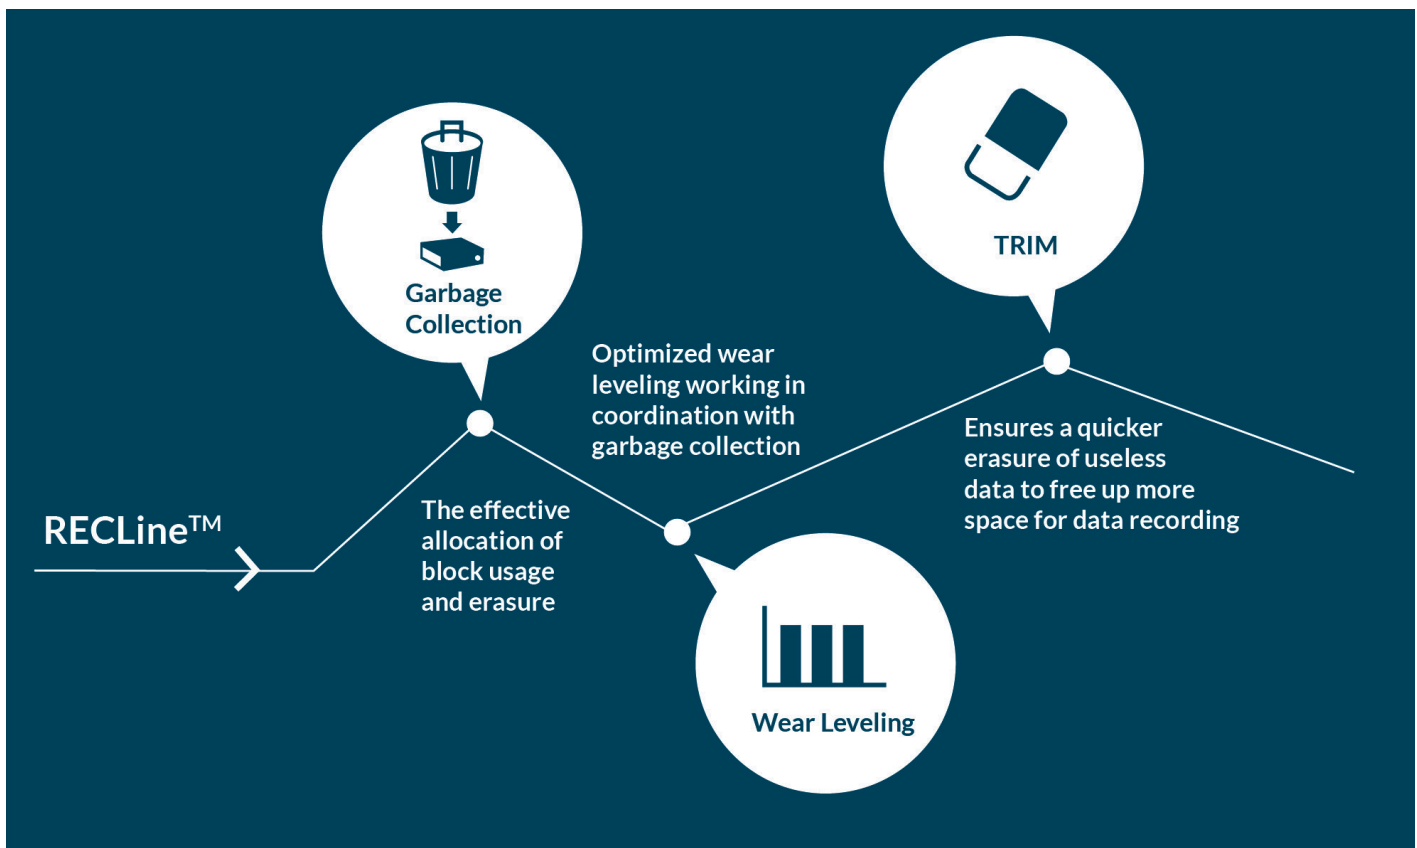 RECLine™
Garbage
Collection
The effective
allocation of
block usage
and erasure
Optimized wear
leveling working in
coordination with
garbage collection
Wear Leveling
TRIM
Ensures a quicker
erasure of useless
data to free up more
space for data recording